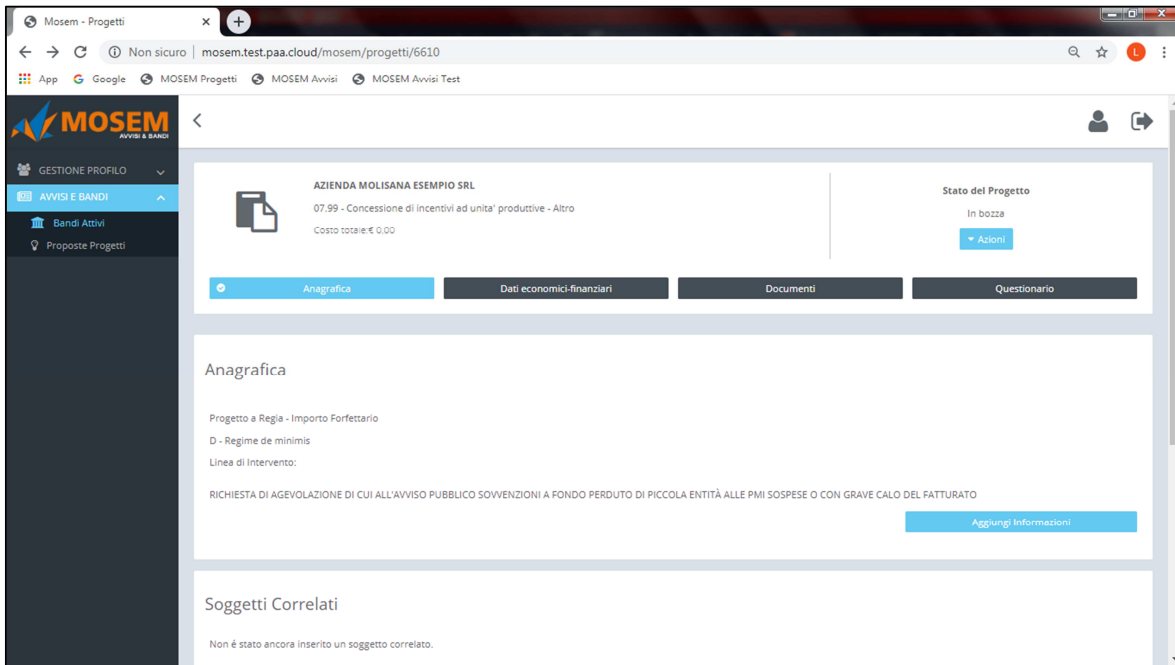 Mosem - Progetti
Non sicuro | mosem.test.paa.cloud/mosem/progetti/6610
L
App Google MOSEM Progetti MOSEM Avvisi MOSEM Avvisi Test
MOSEM
AVVISI & BANDI
GESTIONE PROFILO
AVVISI E BANDI
Bandi Attivi
Proposte Progetti
AZIENDA MOLISANA ESEMPIO SRL
07.99 - Concessione di incentivi ad unita' produttive - Altro
Costo totale:€ 0,00
Stato del Progetto
In bozza
Azioni
Anagrafica
Dati economici-finanziari
Documenti
Questionario
Anagrafica
Progetto a Regia - Importo Forfettario
D - Regime de minimis
Linea di Intervento:
RICHIESTA DI AGEVOLAZIONE DI CUI ALL'AVVISO PUBBLICO SOVVENZIONI A FONDO PERDUTO DI PICCOLA ENTITÀ ALLE PMI SOSPESE O CON GRAVE CALO DEL FATTURATO
Aggiungi Informazioni
Soggetti Correlati
Non é stato ancora inserito un soggetto correlato.